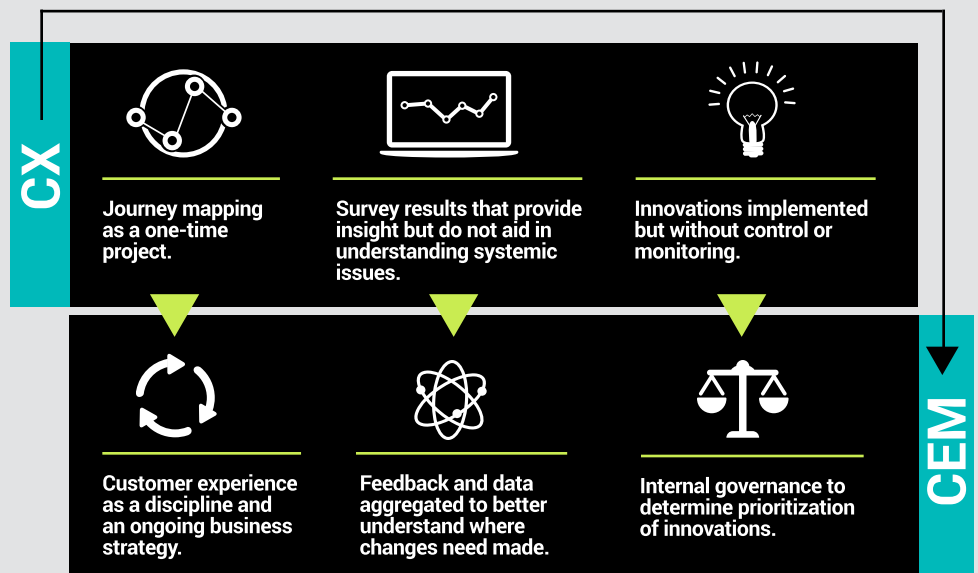 CX
Journey mapping
as a one-time
project.
Survey results that provide
insight but do not aid in
understanding systemic
issues.
Innovations implemented
but without control or
monitoring.
Customer experience
as a discipline and
an ongoing business
strategy.
Feedback and data
aggregated to better
understand where
changes need made.
Internal governance to
determine prioritization
of innovations.
CEM